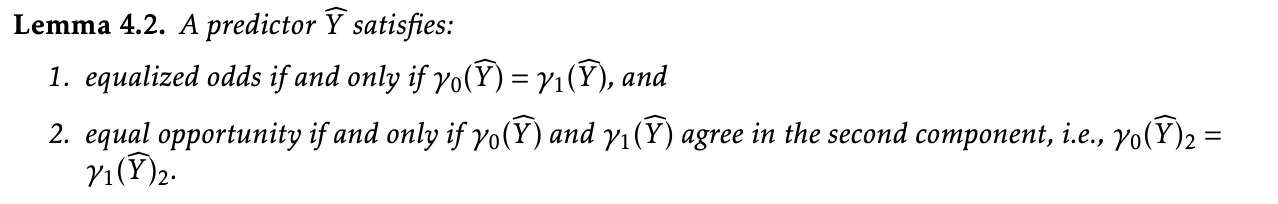 Lemma 4.2. A predictor Ŷ satisfies:
1. equalized odds if and only if γ₀(Ŷ) = γ₁(Ŷ), and
2. equal opportunity if and only if γ₀(Ŷ) and γ₁(Ŷ) agree in the second component, i.e., γ₀(Ŷ)₂ =
γ₁(Ŷ)₂.